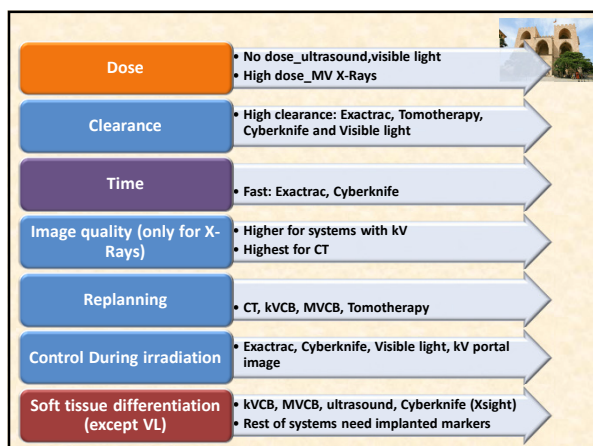 Dose
• No dose_ultrasound,visible light
• High dose_MV X-Rays
Clearance
• High clearance: Exactrac, Tomotherapy,
Cyberknife and Visible light
Time
• Fast: Exactrac, Cyberknife
Image quality (only for X-
Rays)
• Higher for systems with kV
• Highest for CT
Replanning
• CT, kVCB, MVCB, Tomotherapy
Control During irradiation
• Exactrac, Cyberknife, Visible light, kV portal
image
Soft tissue differentiation
(except VL)
• kVCB, MVCB, ultrasound, Cyberknife (Xsight)
• Rest of systems need implanted markers